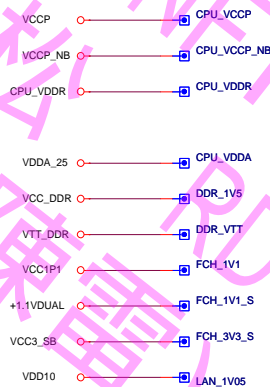 VCCP CPU_VCCP
VCCP_NB CPU_VCCP_NB
CPU_VDDR CPU_VDDR
VDDA_25 CPU_VDDA
VCC_DDR DDR_1V5
VTT_DDR DDR_VTT
VCC1P1 FCH_1V1
+1.1VDUAL FCH_1V1_S
VCC3_SB FCH_3V3_S
VDD10 LAN_1V05